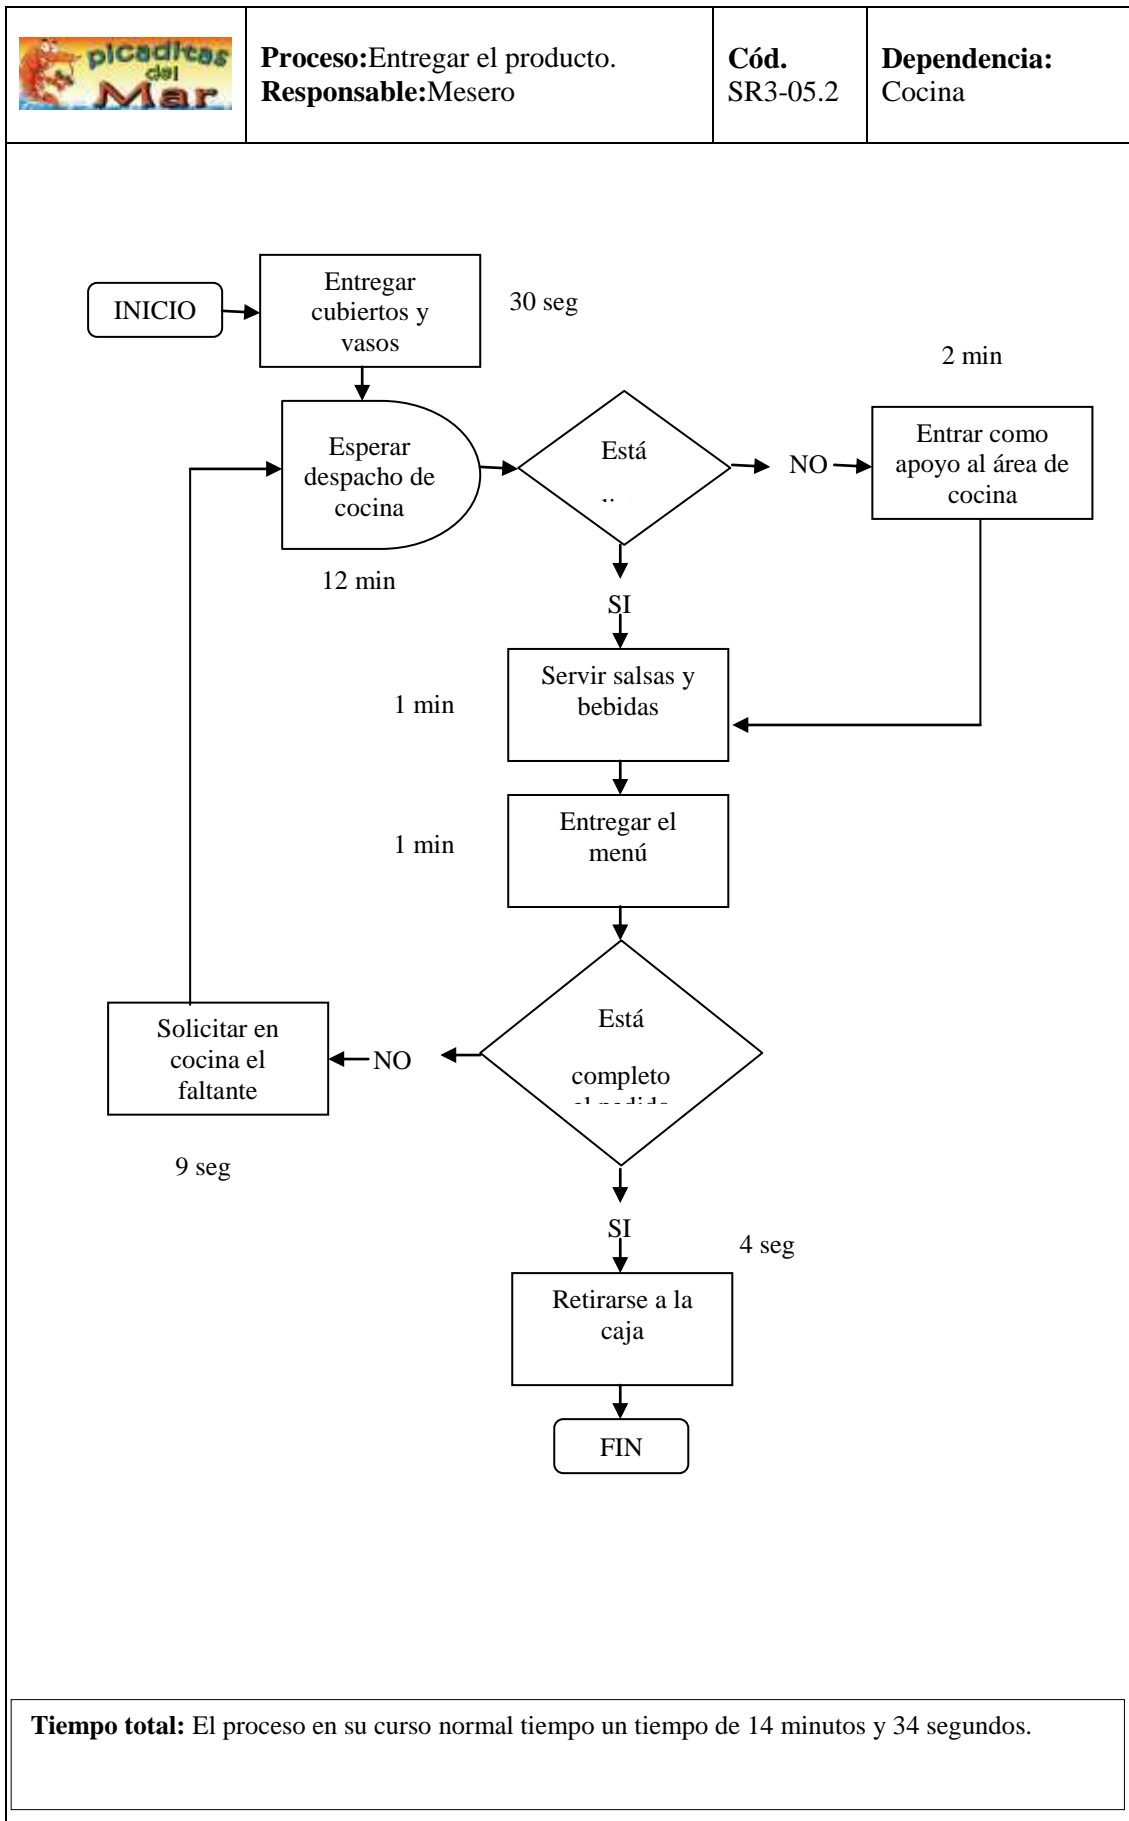 picaditas
del
Mar
Proceso:Entregar el producto.
Responsable:Mesero
Cód.
SR3-05.2
Dependencia:
Cocina
INICIO
Entregar
cubiertos y
vasos
30 seg
2 min
Esperar
despacho de
cocina
12 min
Está
NO
Entrar como
apoyo al área de
cocina
SI
Servir salsas y
bebidas
1 min
Entregar el
menú
1 min
Está
completo
el pedido
NO
Solicitar en
cocina el
faltante
9 seg
SI
4 seg
Retirarse a la
caja
FIN
Tiempo total: El proceso en su curso normal tiempo un tiempo de 14 minutos y 34 segundos.